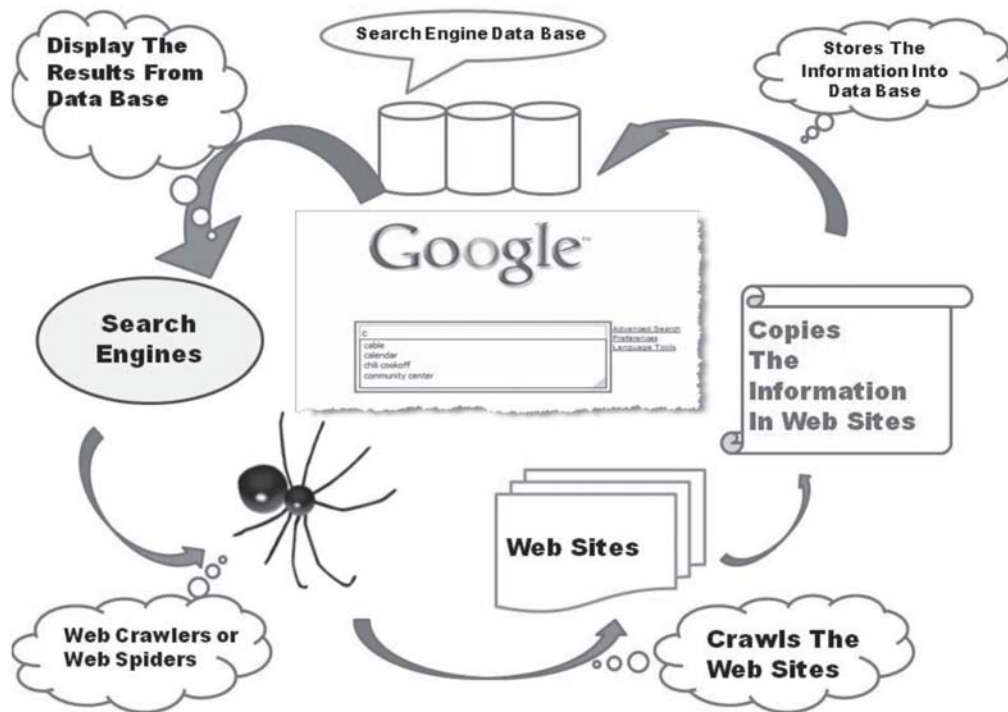 Display The
Results From
Data Base
Search Engine Data Base
Stores The
Information Into
Data Base
Google™
c
cable
calendar
chili cookoff
community center
Advanced Search
Preferences
Language Tools
Search
Engines
Copies
The
Information
In Web Sites
Web Sites
Web Crawlers or
Web Spiders
Crawls The
Web Sites